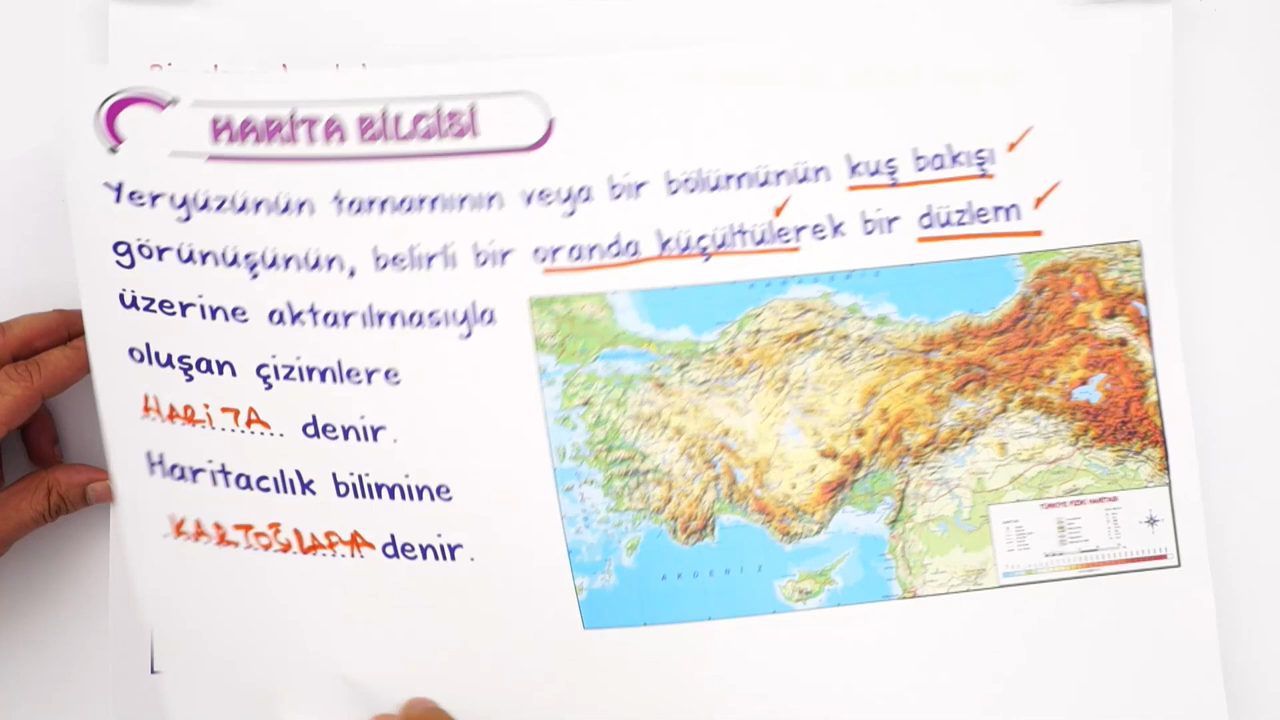 HARİTA BİLGİSİ
Yeryüzünün tamamının veya bir bölümünün kuş bakışı
görünüşünün, belirli bir oranda küçültülerek bir düzlem
üzerine aktarılmasıyla
oluşan çizimlere
HARİTA denir.
Haritacılık bilimine
denir.
AKDENİZ
TÜRKİYE FİZİKİ HARİTASI